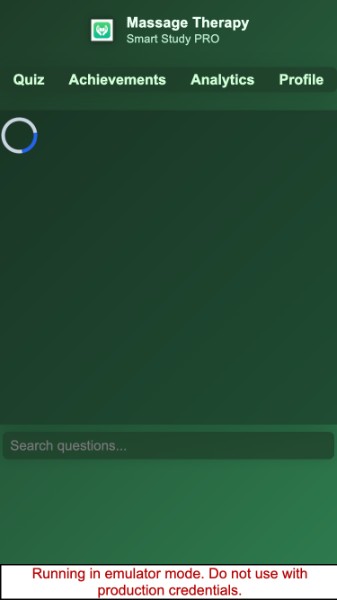 Massage Therapy
Smart Study PRO
Quiz Achievements Analytics Profile
Search questions...
Running in emulator mode. Do not use with
production credentials.